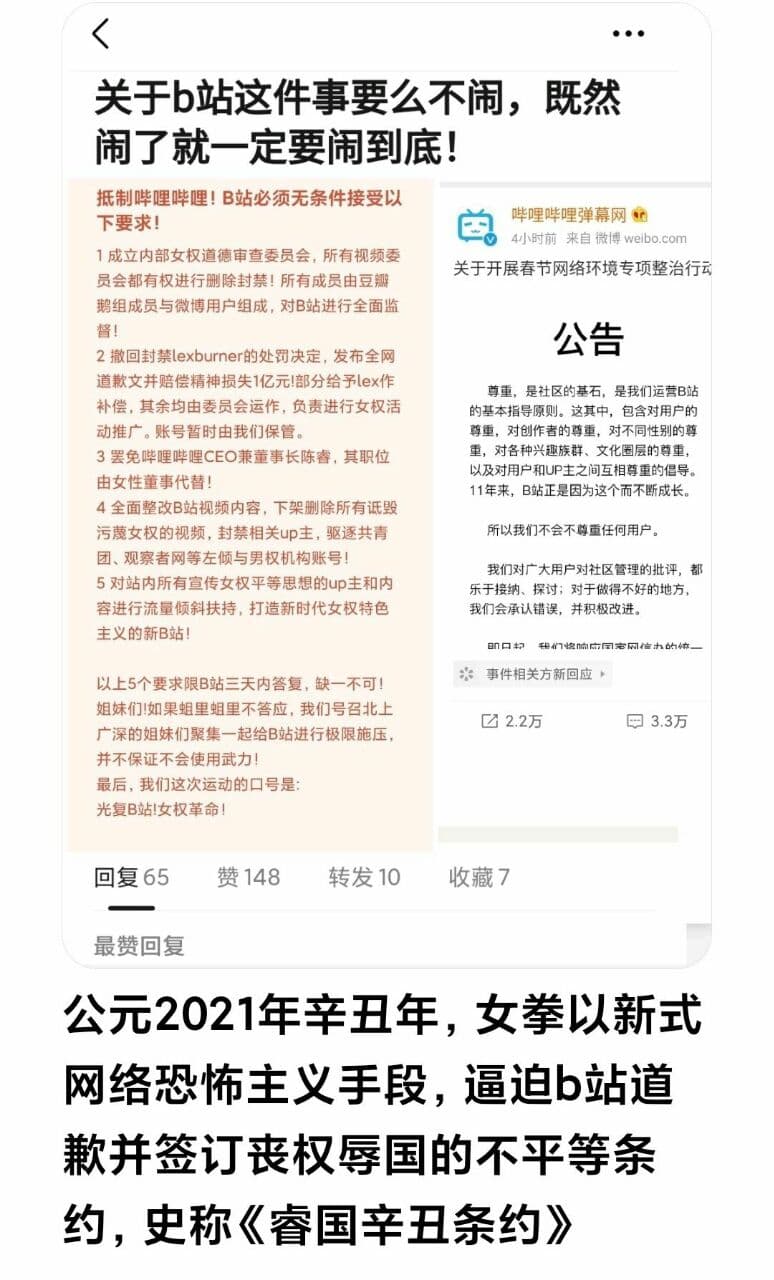 关于b站这件事要么不闹，既然
闹了就一定要闹到底！
抵制哔哩哔哩！B站必须无条件接受以
下要求！
1 成立内部女权道德审查委员会，所有视频委
员会都有权进行删除封禁！所有成员由豆瓣
鹅组成员与微博用户组成，对B站进行全面监
督！
2 撤回封禁lexburner的处罚决定，发布全网
道歉文并赔偿精神损失1亿元!部分给予lex作
补偿，其余均由委员会运作，负责进行女权活
动推广。账号暂时由我们保管。
3 罢免哔哩哔哩CEO兼董事长陈睿，其职位
由女性董事代替！
4 全面整改B站视频内容，下架删除所有诋毁
污蔑女权的视频，封禁相关up主，驱逐共青
团、观察者网等左倾与男权机构账号！
5 对站内所有宣传女权平等思想的up主和内
容进行流量倾斜扶持，打造新时代女权特色
主义的新B站！
以上5个要求限B站三天内答复，缺一不可！
姐妹们!如果蛆里蛆里不答应，我们号召北上
广深的姐妹们聚集一起给B站进行极限施压，
并不保证不会使用武力！
最后，我们这次运动的口号是：
光复B站!女权革命！
哔哩哔哩弹幕网
4小时前 来自 微博 weibo.com
关于开展春节网络环境专项整治行动
公告
尊重，是社区的基石，是我们运营B站
的基本指导原则。这其中，包含对用户的
尊重，对创作者的尊重，对不同性别的尊
重，对各种兴趣族群、文化圈层的尊重，
以及对用户和UP主之间互相尊重的倡导。
11年来，B站正是因为这个而不断成长。
所以我们不会不尊重任何用户。
我们对广大用户对社区管理的批评，都
乐于接纳、探讨；对于做得不好的地方，
我们会承认错误，并积极改进。
即日起，我们将响应国家网信办的统一
事件相关方新回应
2.2万 3.3万
回复 65 赞 148 转发 10 收藏 7
最赞回复
公元2021年辛丑年，女拳以新式
网络恐怖主义手段，逼迫b站道
歉并签订丧权辱国的不平等条
约，史称《睿国辛丑条约》